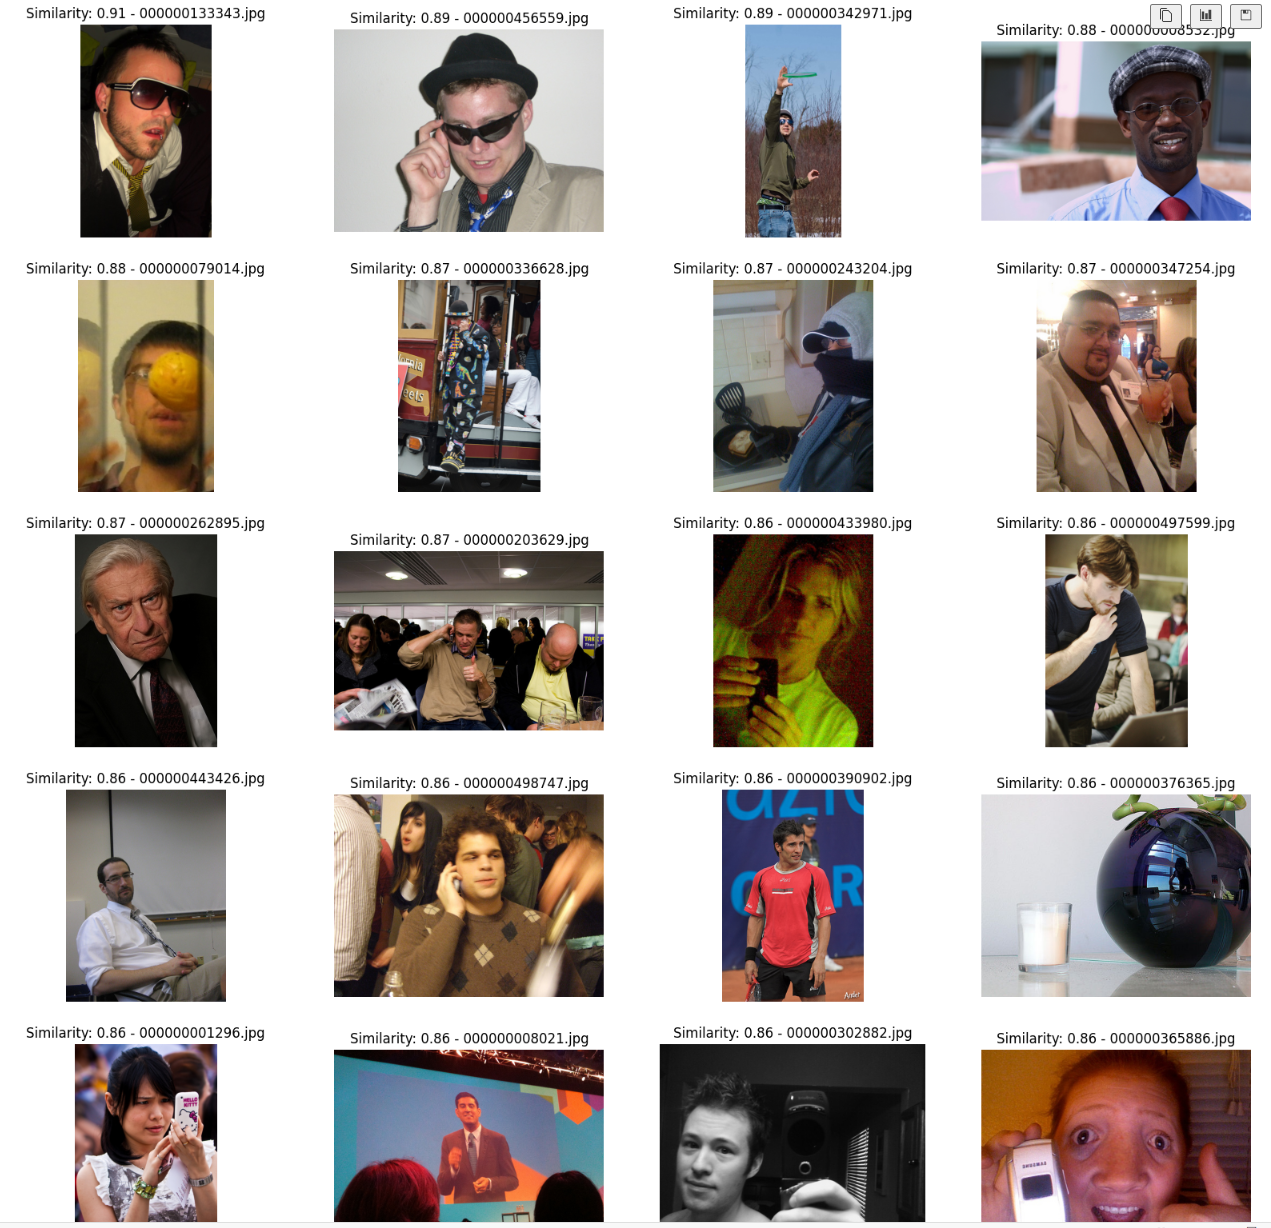 Similarity: 0.91 - 000000133343.jpg
Similarity: 0.89 - 000000456559.jpg
Similarity: 0.89 - 000000342971.jpg
Similarity: 0.88 - 000000008532.jpg
Similarity: 0.88 - 000000079014.jpg
Similarity: 0.87 - 000000336628.jpg
Similarity: 0.87 - 000000243204.jpg
Similarity: 0.87 - 000000347254.jpg
eels
Similarity: 0.87 - 000000262895.jpg
Similarity: 0.87 - 000000203629.jpg
Similarity: 0.86 - 000000433980.jpg
Similarity: 0.86 - 000000497599.jpg
Similarity: 0.86 - 000000443426.jpg
Similarity: 0.86 - 000000498747.jpg
Similarity: 0.86 - 000000390902.jpg
Similarity: 0.86 - 000000376365.jpg
Similarity: 0.86 - 000000001296.jpg
Similarity: 0.86 - 000000008021.jpg
Similarity: 0.86 - 000000302882.jpg
Similarity: 0.86 - 000000365886.jpg
HELLO
KITTY
SAMSUNG